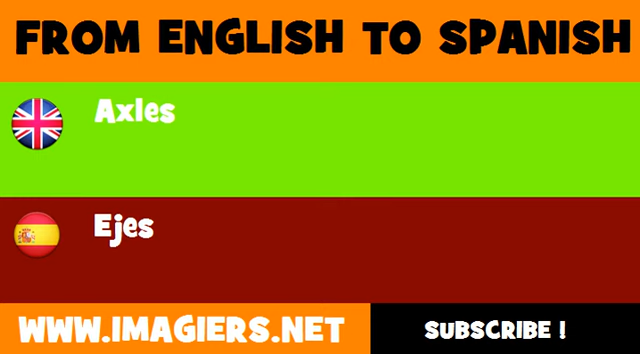 FROM ENGLISH TO SPANISH
Axles
Ejes
WWW.IMAGIERS.NET
SUBSCRIBE !